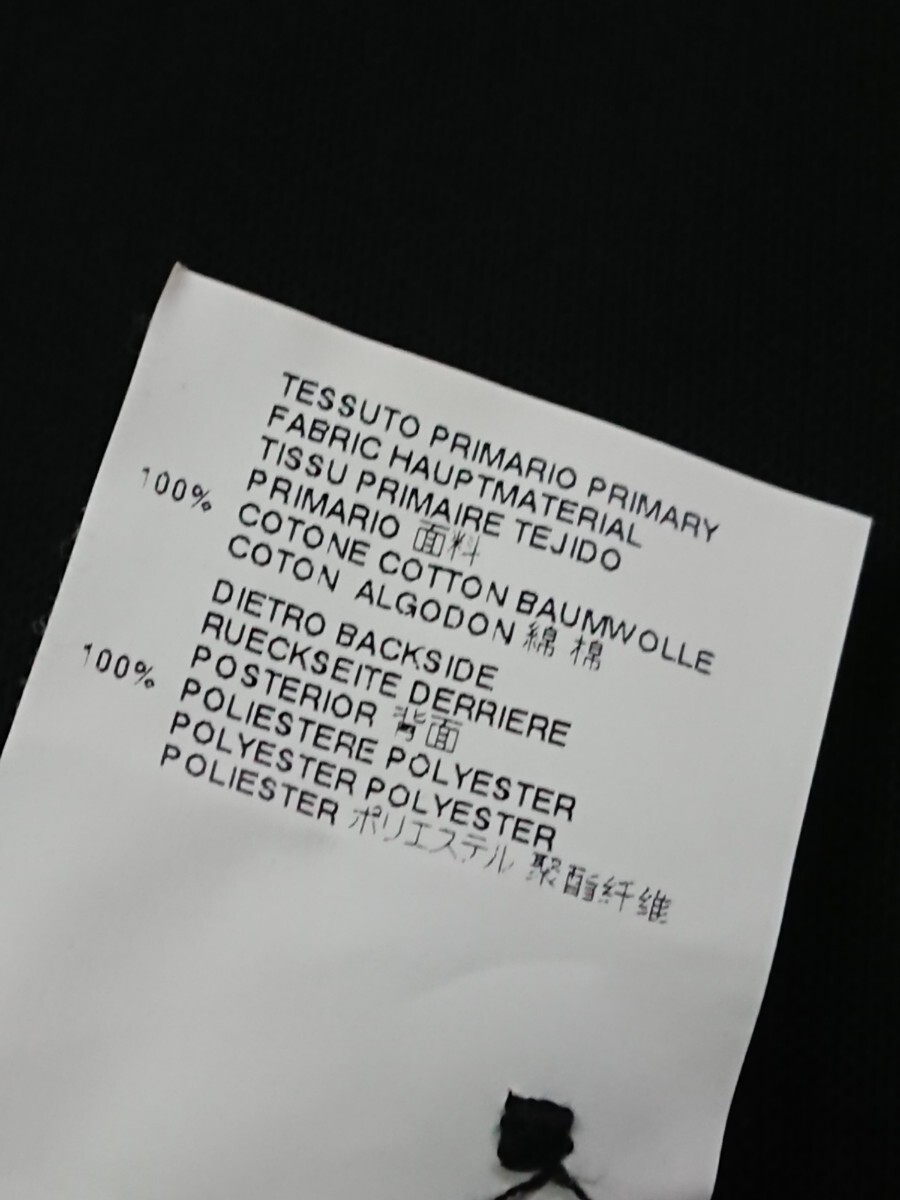 TESSUTO PRIMARIO PRIMARY
FABRIC HAUPTMATERIAL
TISSU PRIMAIRE TEJIDO
PRIMARIO 面料
100% COTONE COTTON BAUMWOLLE
COTON ALGODON 綿 棉
DIETRO BACKSIDE
RUECKSEITE DERRIERE
POSTERIOR 背面
100% POLIESTERE POLYESTER
POLYESTER POLYESTER
POLIESTER ポリエステル 聚酯纤维